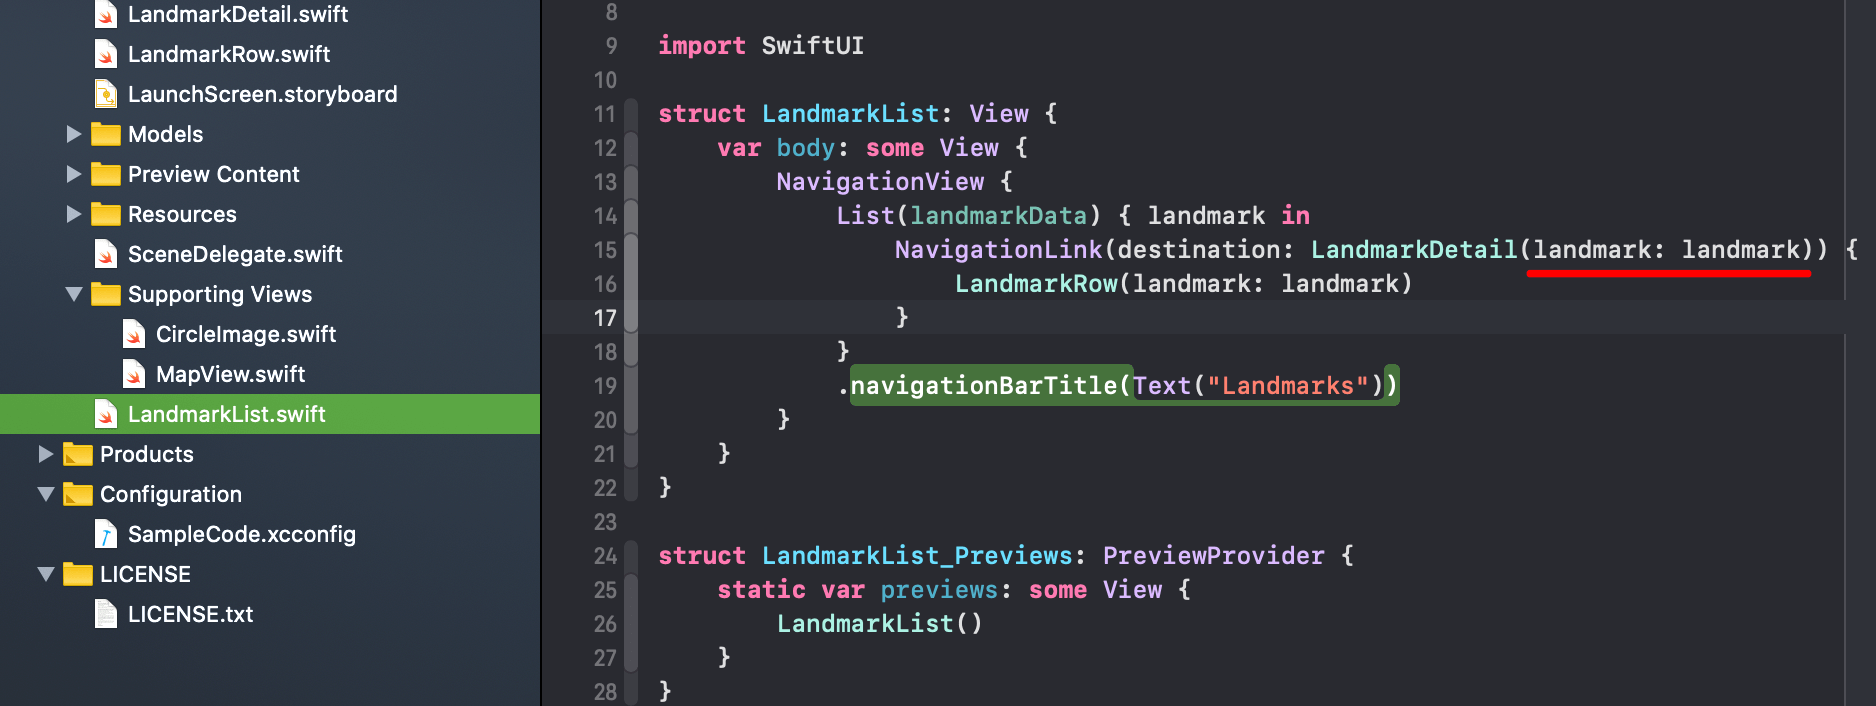 LandmarkDetail.swift
LandmarkRow.swift
LaunchScreen.storyboard
Models
Preview Content
Resources
SceneDelegate.swift
Supporting Views
CircleImage.swift
MapView.swift
LandmarkList.swift
Products
Configuration
SampleCode.xcconfig
LICENSE
LICENSE.txt
8
9 import SwiftUI
10
11 struct LandmarkList: View {
12 var body: some View {
13 NavigationView {
14 List(landmarkData) { landmark in
15 NavigationLink(destination: LandmarkDetail(landmark: landmark)) {
16 LandmarkRow(landmark: landmark)
17 }
18 }
19 .navigationBarTitle(Text("Landmarks"))
20 }
21 }
22 }
23
24 struct LandmarkList_Previews: PreviewProvider {
25 static var previews: some View {
26 LandmarkList()
27 }
28 }